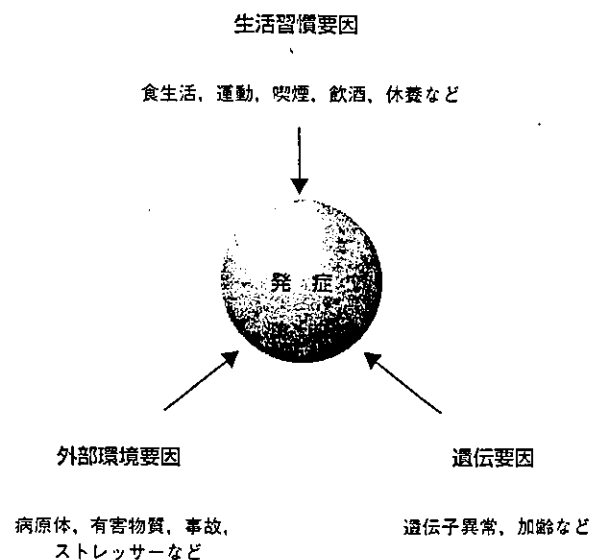 生活習慣要因
食生活，運動，喫煙，飲酒，休養など
発症
外部環境要因
病原体，有害物質，事故，
ストレッサーなど
遺伝要因
遺伝子異常，加齢など